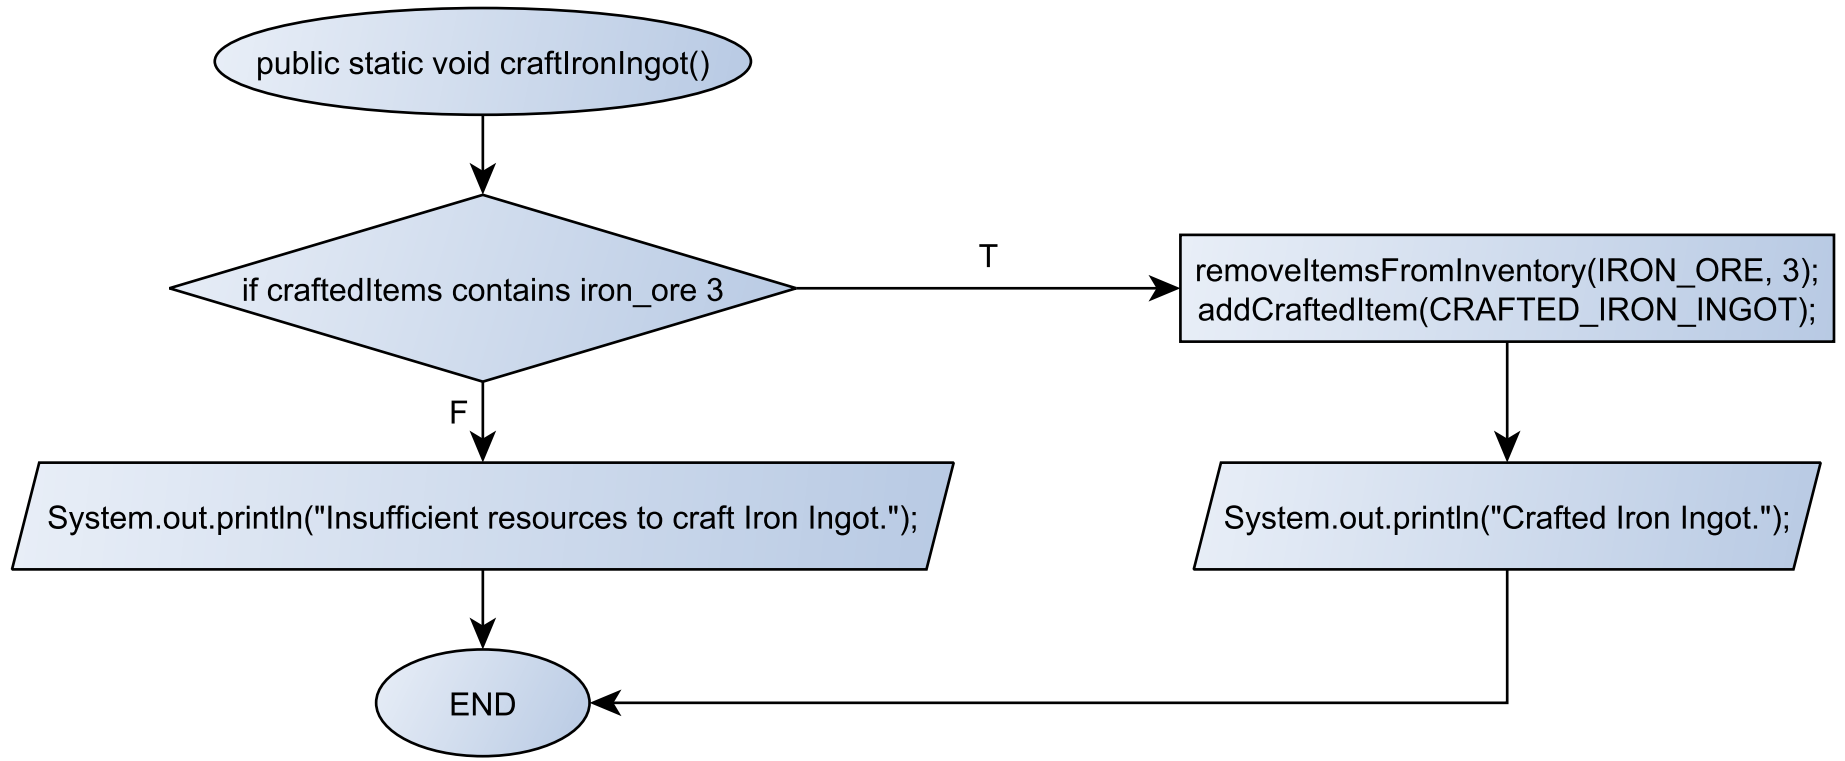 public static void craftIronIngot()
if craftedItems contains iron_ore 3
T
removeItemsFromInventory(IRON_ORE, 3);
addCraftedItem(CRAFTED_IRON_INGOT);
F
System.out.println("Insufficient resources to craft Iron Ingot.");
System.out.println("Crafted Iron Ingot.");
END